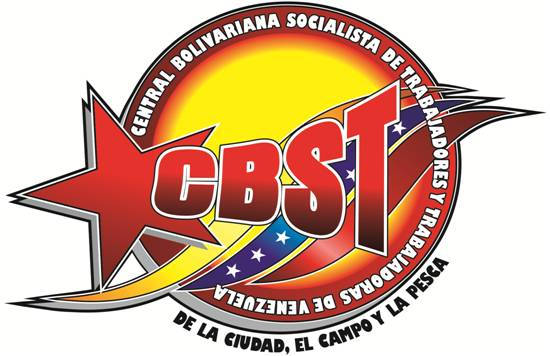 CENTRAL BOLIVARIANA SOCIALISTA DE TRABAJADORES Y TRABAJADORAS DE VENEZUELA
CBST
DE LA CIUDAD, EL CAMPO Y LA PESCA